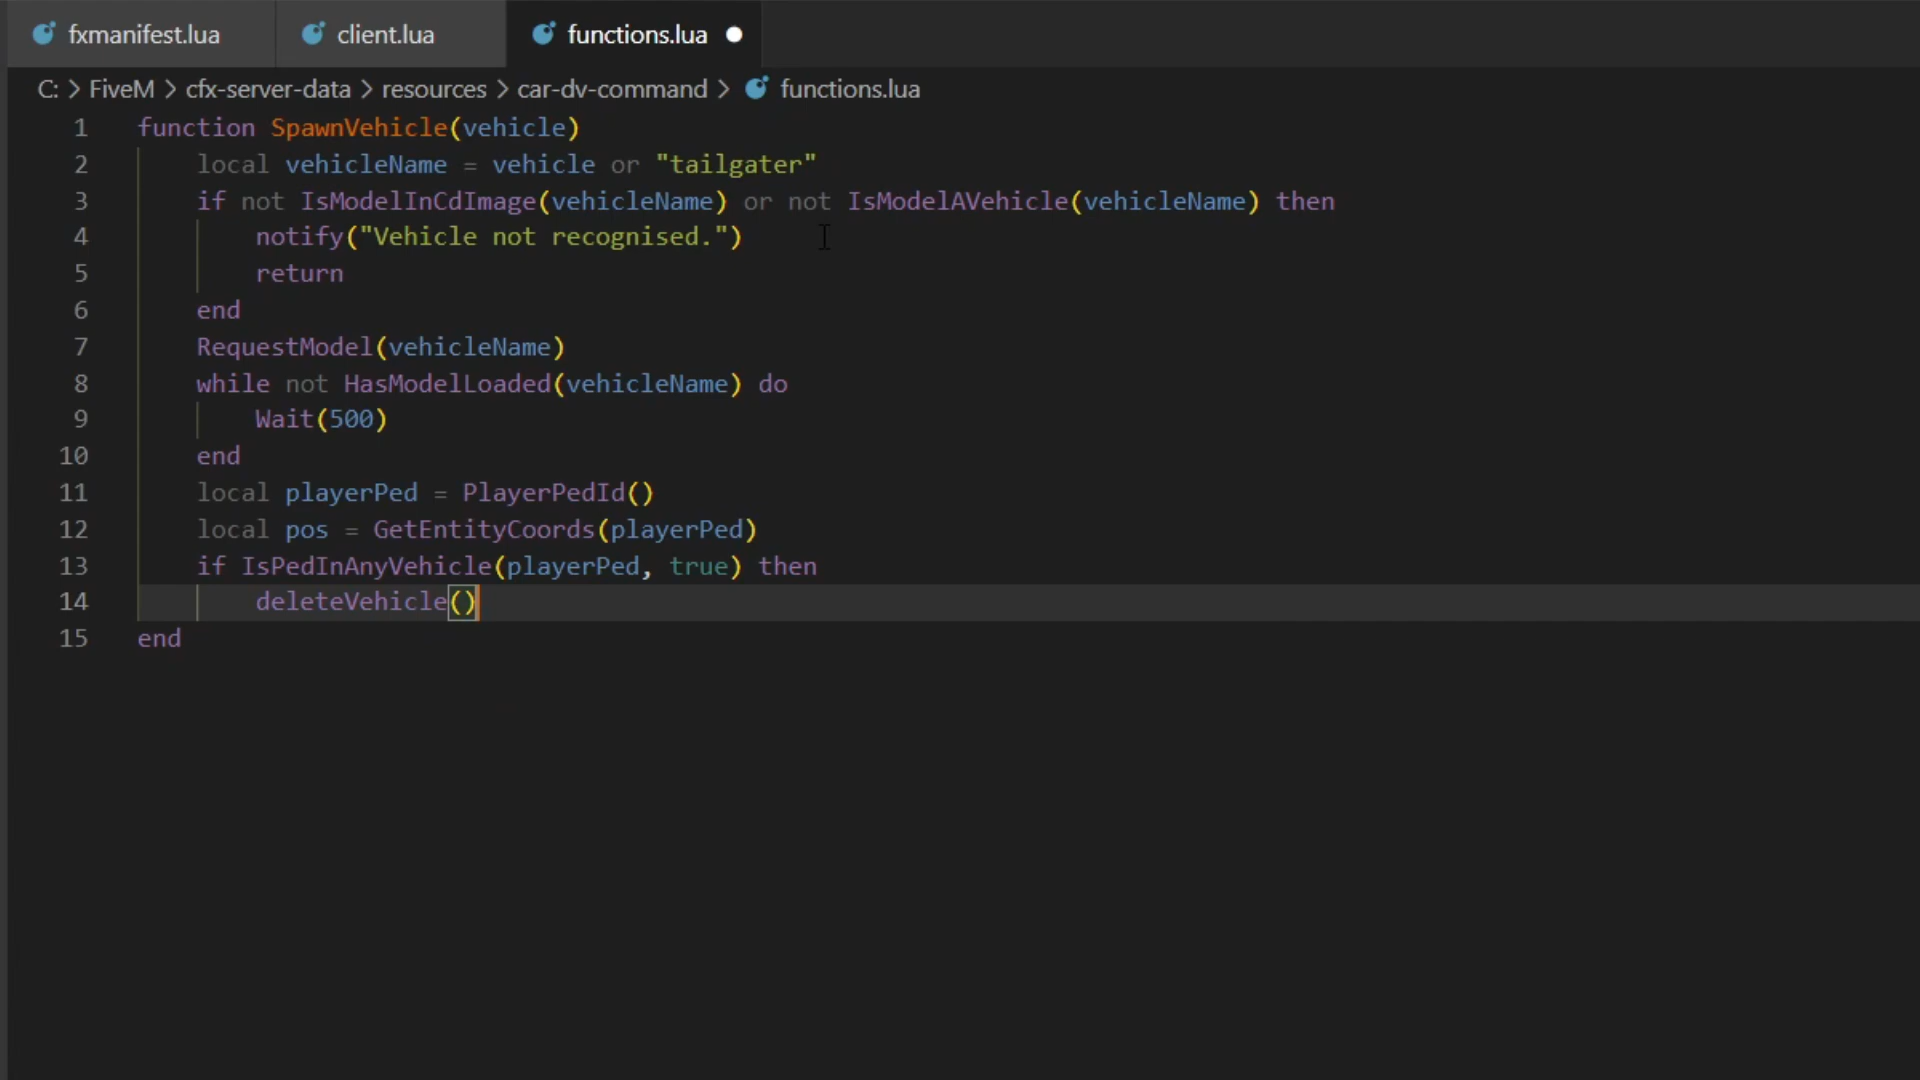 fxmanifest.lua client.lua functions.lua
C: > FiveM > cfx-server-data > resources > car-dv-command > functions.lua
1 function SpawnVehicle(vehicle)
2 local vehicleName = vehicle or "tailgater"
3 if not IsModelInCdImage(vehicleName) or not IsModelAVehicle(vehicleName) then
4 notify("Vehicle not recognised.")
5 return
6 end
7 RequestModel(vehicleName)
8 while not HasModelLoaded(vehicleName) do
9 Wait(500)
10 end
11 local playerPed = PlayerPedId()
12 local pos = GetEntityCoords(playerPed)
13 if IsPedInAnyVehicle(playerPed, true) then
14 deleteVehicle()
15 end